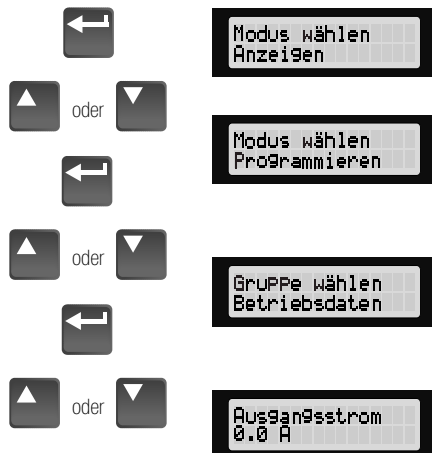 Modus wählen
Anzeigen
oder
Modus wählen
Programmieren
oder
Gruppe wählen
Betriebsdaten
oder
Ausgangsstrom
0.0 A